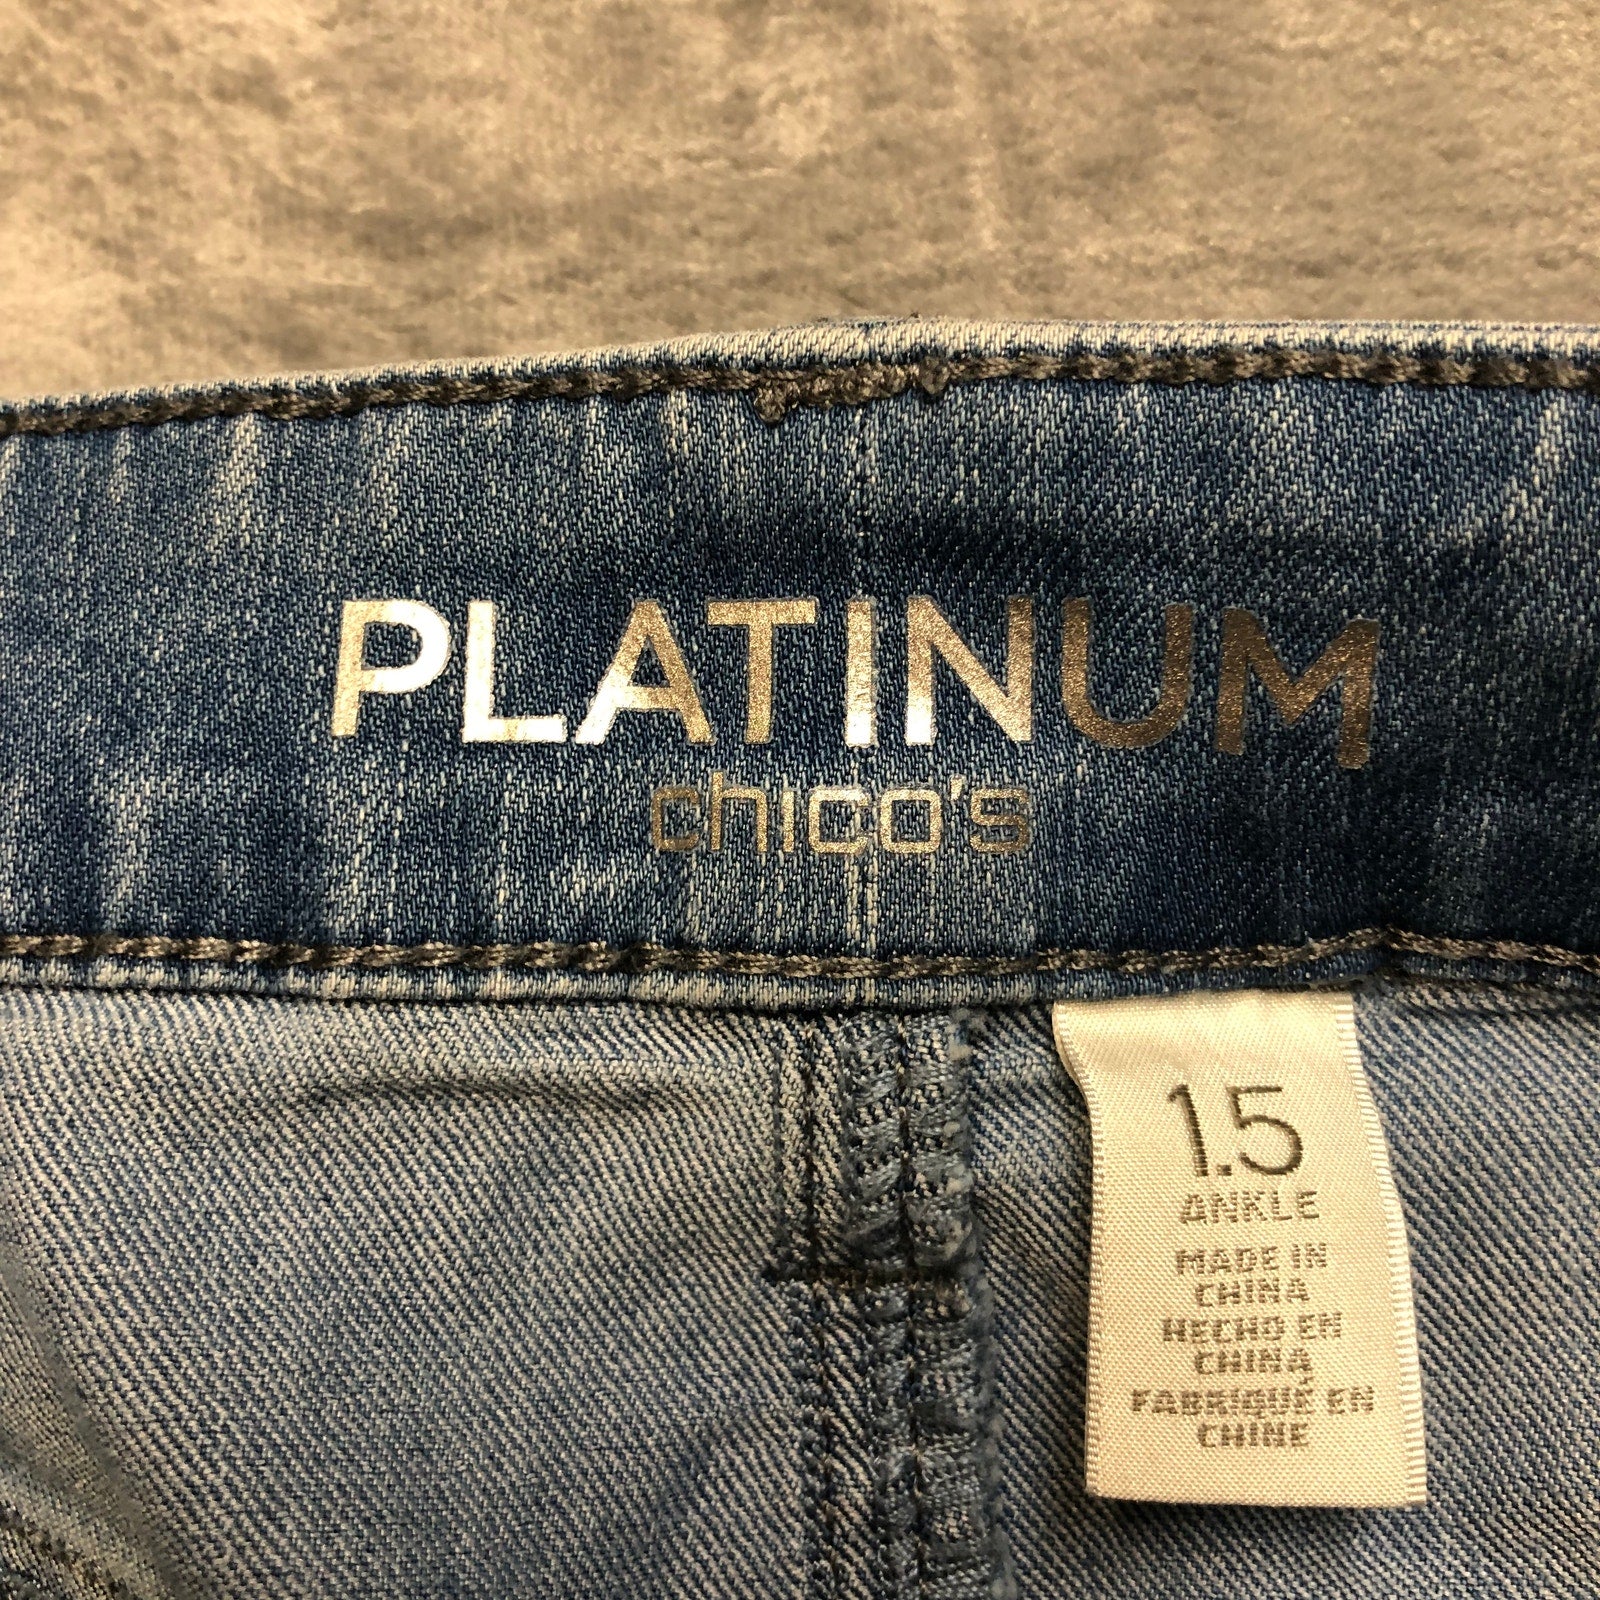 PLATINUM
chico's
1.5
ANKLE
MADE IN
CHINA
HECHO EN
CHINA
FABRIQUÉ EN
CHINE